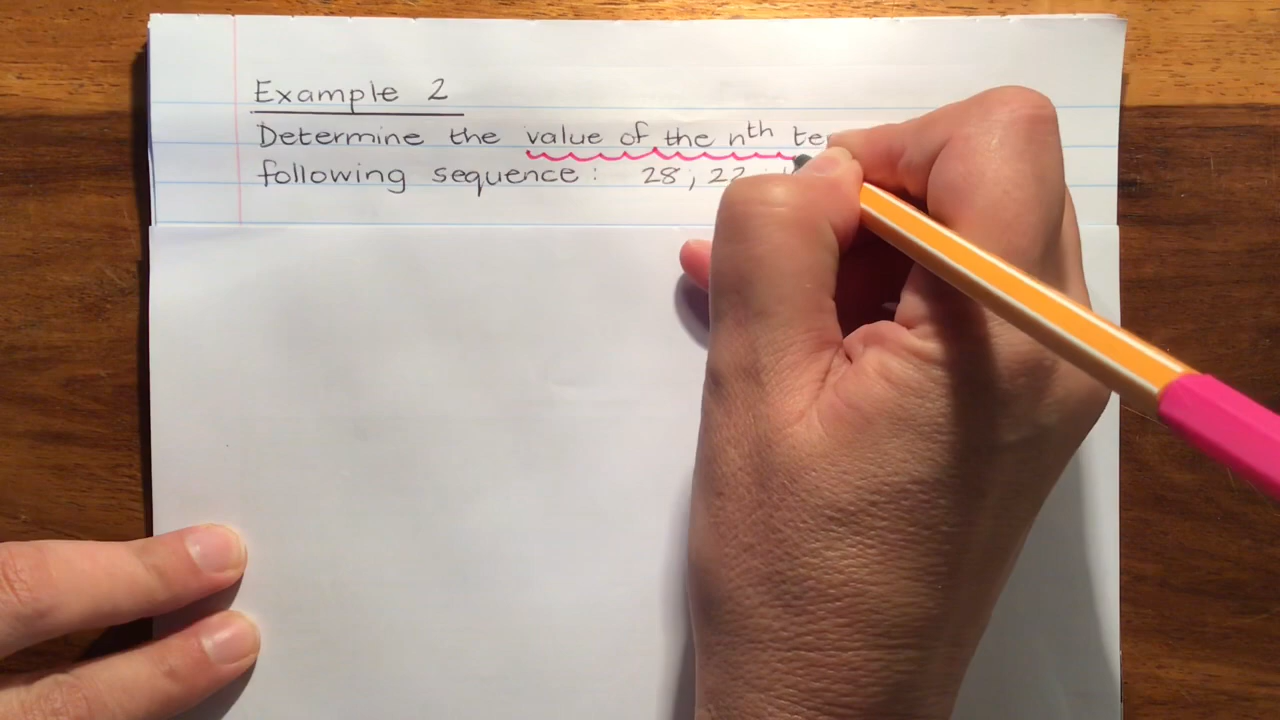 Example 2
Determine the value of the nth
following sequence : 28 ; 22 ;